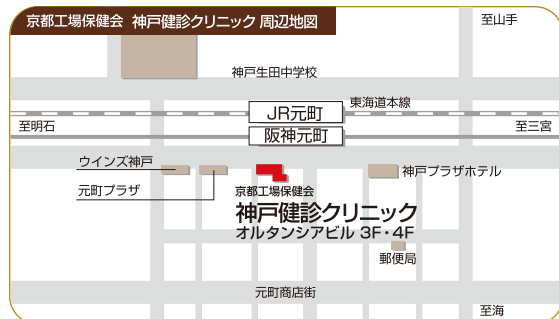 京都工場保健会 神戸健診クリニック 周辺地図
至山手
神戸生田中学校
東海道本線
JR元町
至明石
至三宮
阪神元町
ウインズ神戸
神戸プラザホテル
元町プラザ
京都工場保健会
神戸健診クリニック
オルタンシアビル 3F・4F
郵便局
元町商店街
至海